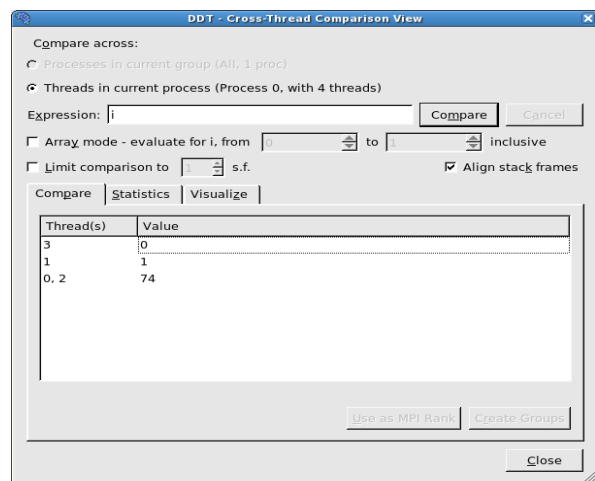 DDT - Cross-Thread Comparison View
Compare across:
Processes in current group (All, 1 proc)
Threads in current process (Process 0, with 4 threads)
Expression: i Compare Cancel
Array mode - evaluate for i, from 0 to 1 inclusive
Limit comparison to 1 s.f. Align stack frames
Compare Statistics Visualize
Thread(s) Value
3 0
1 1
0, 2 74
Use as MPI Rank Create Groups
Close